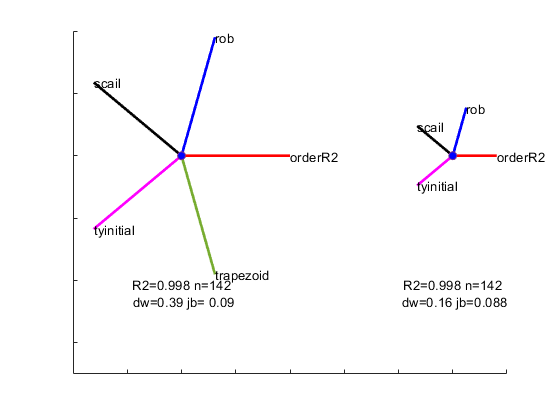 rob
scail
orderR2
tyinitial
trapezoid
R2=0.998 n=142
dw=0.39 jb= 0.09
rob
scail
orderR2
tyinitial
R2=0.998 n=142
dw=0.16 jb=0.088